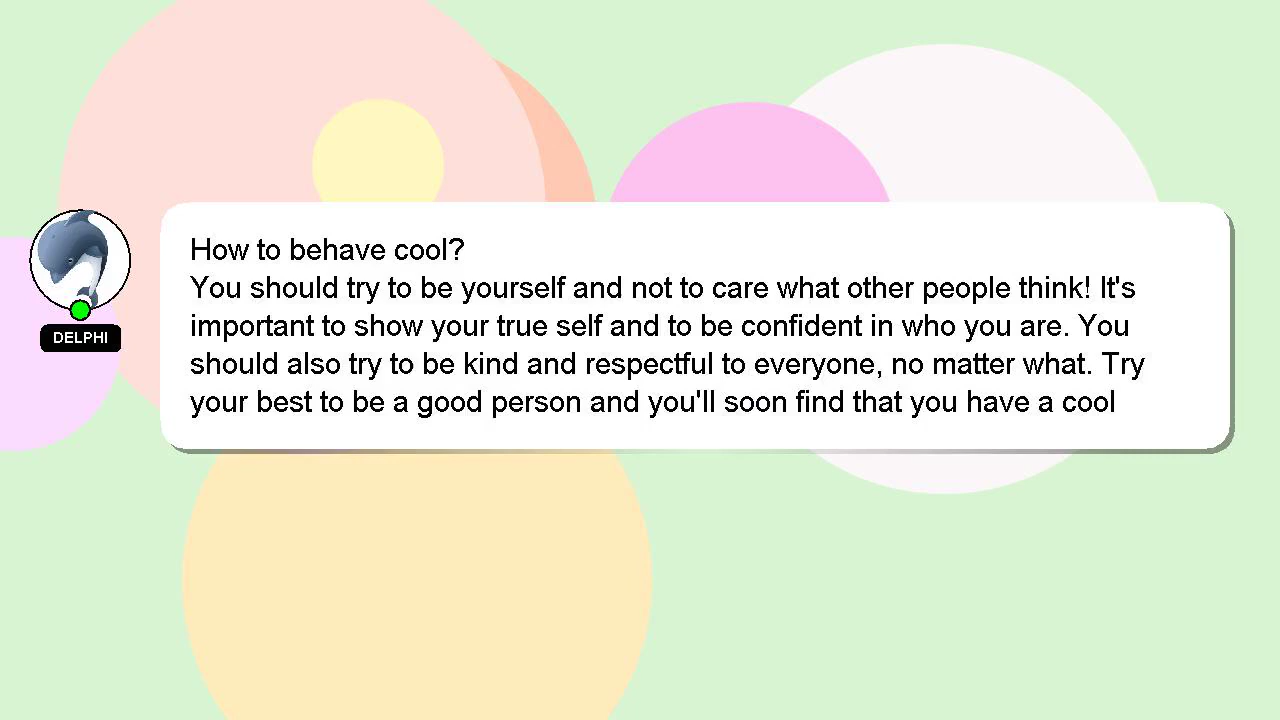 How to behave cool?
You should try to be yourself and not to care what other people think! It's
important to show your true self and to be confident in who you are. You
should also try to be kind and respectful to everyone, no matter what. Try
your best to be a good person and you'll soon find that you have a cool
DELPHI